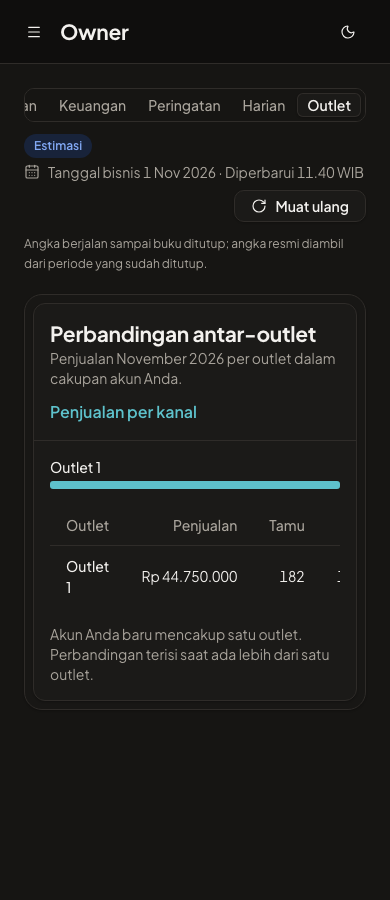 Owner
Keuangan Peringatan Harian Outlet
Estimasi
Tanggal bisnis 1 Nov 2026 · Diperbarui 11.40 WIB
Muat ulang
Angka berjalan sampai buku ditutup; angka resmi diambil
dari periode yang sudah ditutup.
Perbandingan antar-outlet
Penjualan November 2026 per outlet dalam
cakupan akun Anda.
Penjualan per kanal
Outlet 1
Outlet Penjualan Tamu
Outlet
1
Rp 44.750.000 182
Akun Anda baru mencakup satu outlet.
Perbandingan terisi saat ada lebih dari satu
outlet.